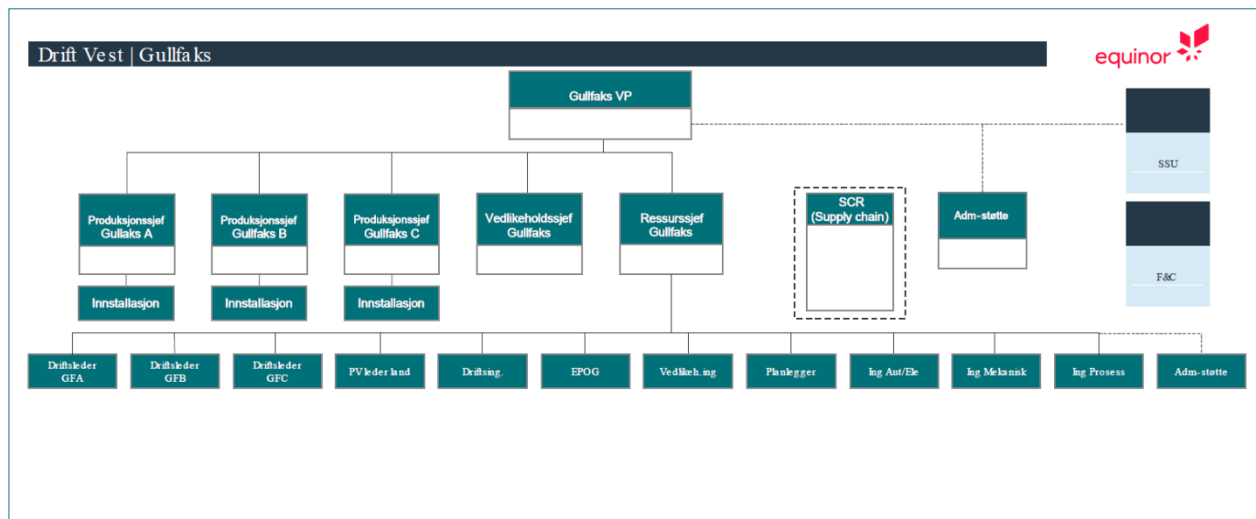 Drift Vest | Gullfaks
equinor
Gullfaks VP
SSU
Produksjonssjef
Gullaks A
Produksjonssjef
Gullfaks B
Produksjonssjef
Gullfaks C
Vedlikeholdssjef
Gullfaks
Ressurssjef
Gullfaks
SCR
(Supply chain)
Adm-støtte
F&C
Innstallasjon
Innstallasjon
Innstallasjon
Driftsleder
GFA
Driftsleder
GFB
Driftsleder
GFC
PV leder land
Driftsing.
EPOG
Vedlikeh.ing
Planlegger
Ing Aut/Ele
Ing Mekanisk
Ing Prosess
Adm-støtte